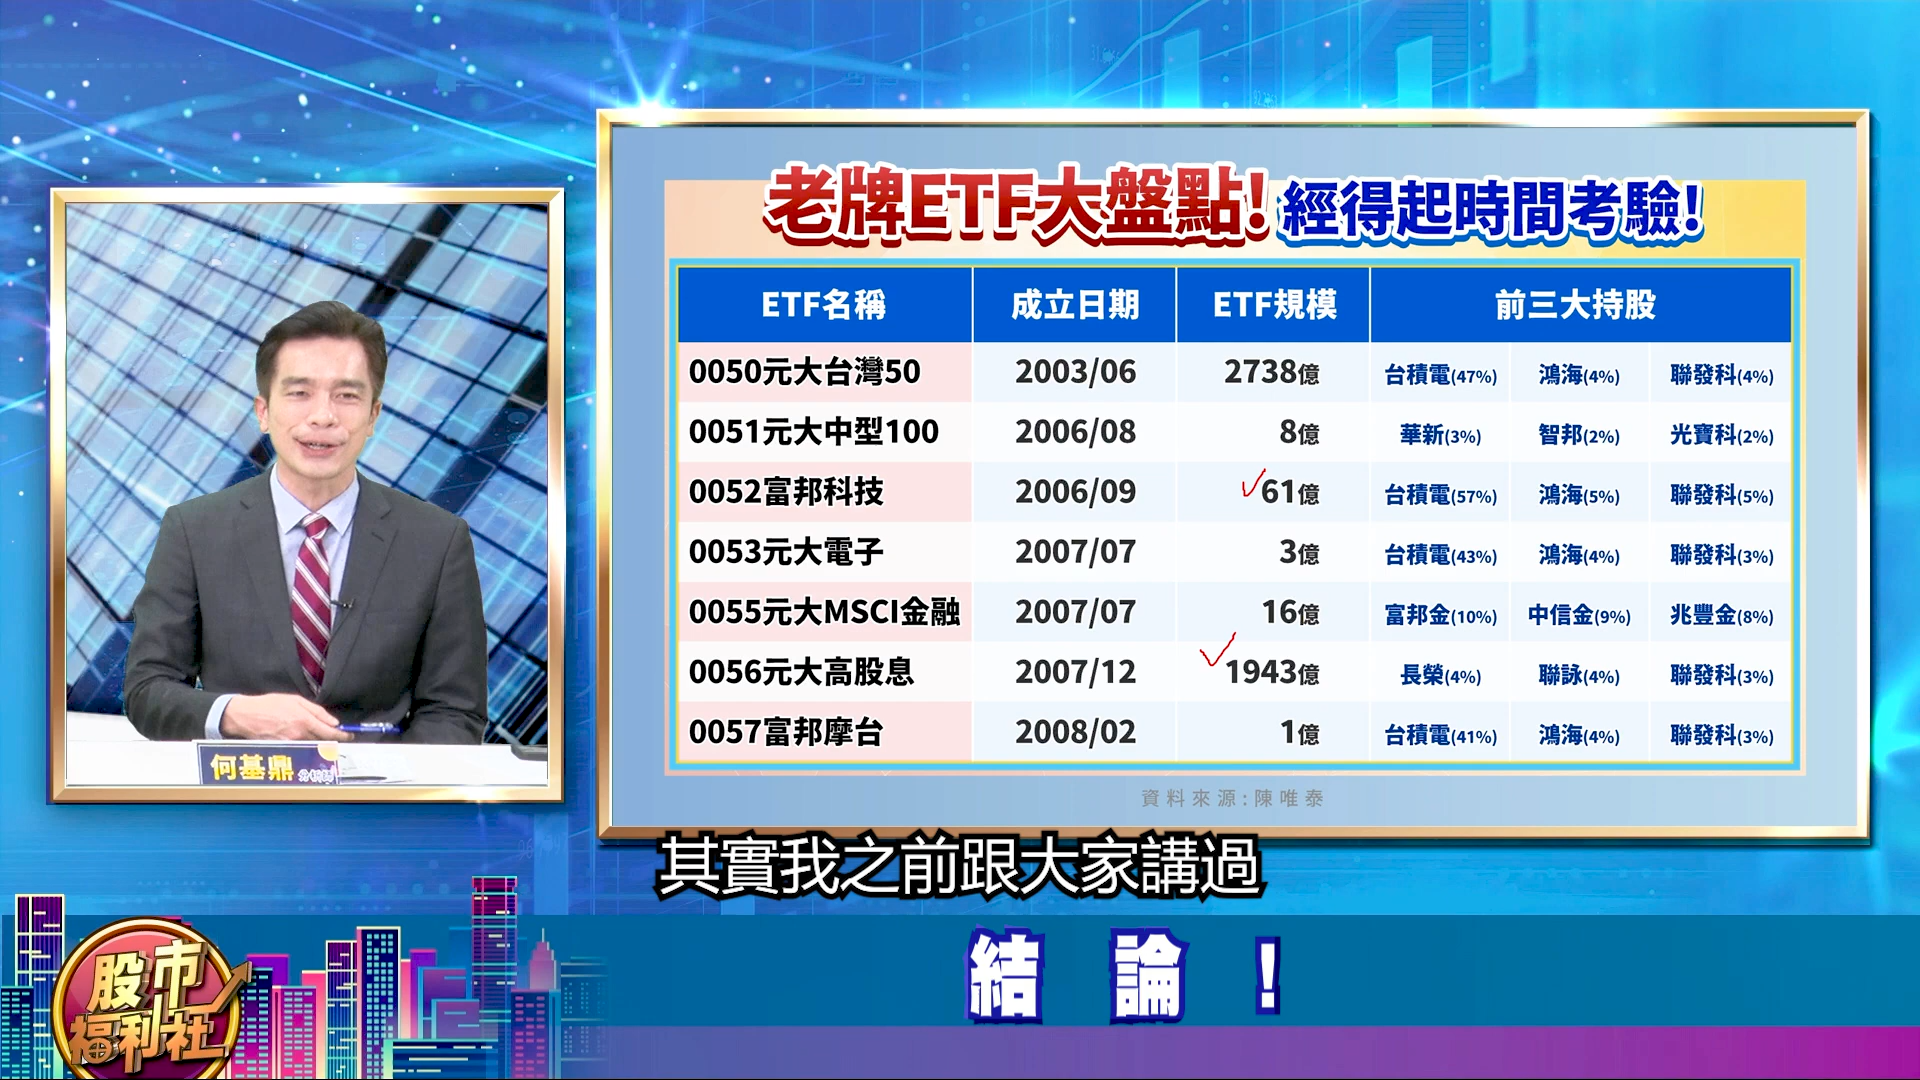 老牌ETF大盤點! 經得起時間考驗!
ETF名稱 成立日期 ETF規模 前三大持股
0050元大台灣50 2003/06 2738億 台積電(47%) 鴻海(4%) 聯發科(4%)
0051元大中型100 2006/08 8億 華新(3%) 智邦(2%) 光寶科(2%)
0052富邦科技 2006/09 61億 台積電(57%) 鴻海(5%) 聯發科(5%)
0053元大電子 2007/07 3億 台積電(43%) 鴻海(4%) 聯發科(3%)
0055元大MSCI金融 2007/07 16億 富邦金(10%) 中信金(9%) 兆豐金(8%)
0056元大高股息 2007/12 1943億 長榮(4%) 聯詠(4%) 聯發科(3%)
0057富邦摩台 2008/02 1億 台積電(41%) 鴻海(4%) 聯發科(3%)
資料來源:陳唯泰
何基鼎 分析師
其實我之前跟大家講過
結論!
股市
福利社